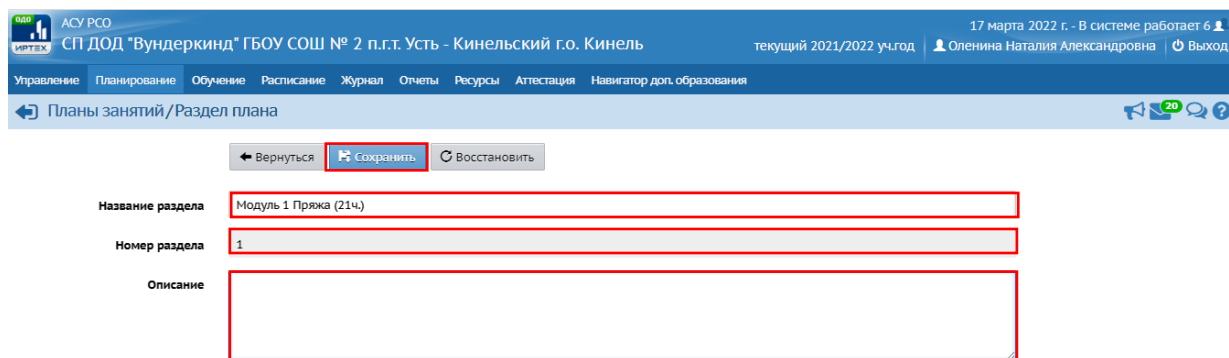 одо
ИРТЕХ
АСУ РСО
СП ДОД "Вундеркинд" ГБОУ СОШ № 2 п.г.т. Усть - Кинельский г.о. Кинель
17 марта 2022 г. - В системе работает 6
текущий 2021/2022 уч.год Оленина Наталия Александровна Выход
Управление Планирование Обучение Расписание Журнал Отчеты Ресурсы Аттестация Навигатор доп. образования
Планы занятий/Раздел плана
20
Вернуться Сохранить Восстановить
Название раздела Модуль 1 Пряжа (21ч.)
Номер раздела 1
Описание